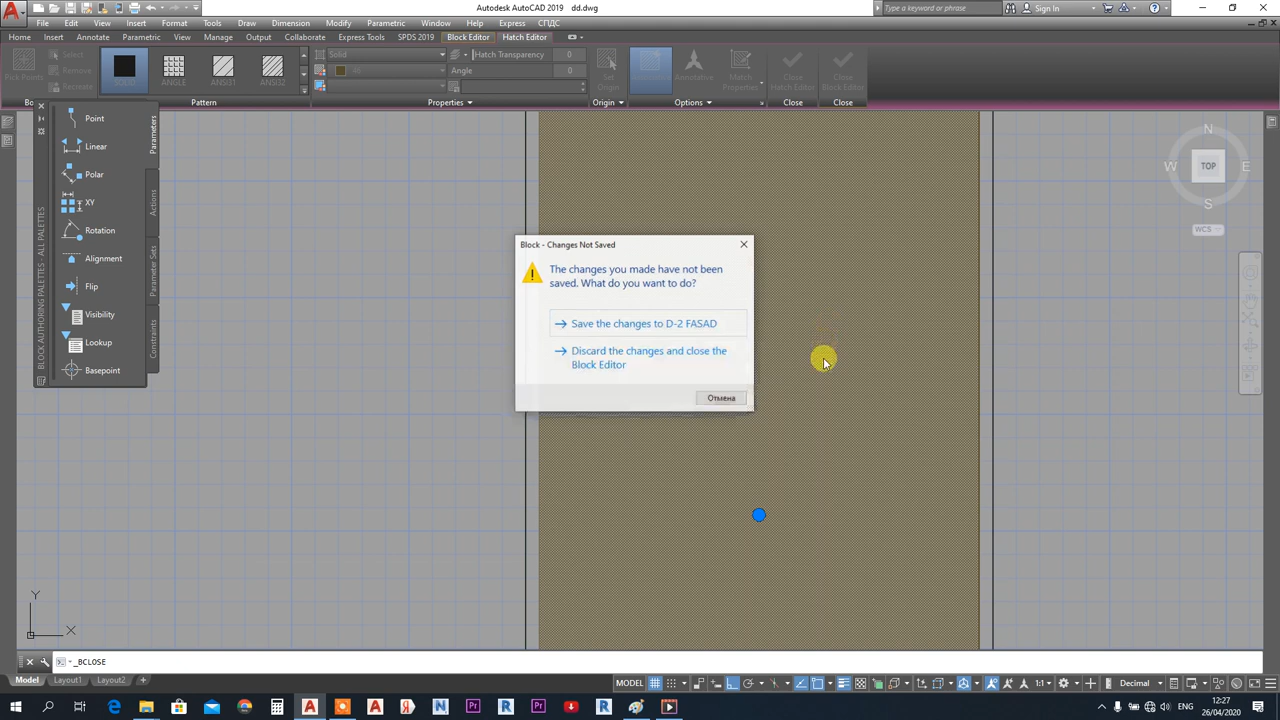 Autodesk AutoCAD 2019 dd.dwg
Type a keyword or phrase
Sign In
File Edit View Insert Format Tools Draw Dimension Modify Parametric Window Help Express СПДС
Home Insert Annotate Parametric View Manage Output Collaborate Express Tools SPDS 2019 Block Editor Hatch Editor
Pick Points
Select
Remove
Recreate
SOLID
ANGLE
ANSI31
ANSI32
Solid
Hatch Transparency 0
Angle 0
Set
Origin
Associative
Annotative
Match
Properties
Close
Hatch Editor
Close
Block Editor
Pattern
Properties
Origin
Options
Close
Close
Point
Linear
Polar
XY
Rotation
Alignment
Flip
Visibility
Lookup
Basepoint
Parameters
Actions
Parameter Sets
Constraints
BLOCK AUTHORING PALETTES - ALL PALETTES
N
W TOP E
S
WCS
Block - Changes Not Saved
The changes you made have not been
saved. What do you want to do?
Save the changes to D-2 FASAD
Discard the changes and close the
Block Editor
Отмена
Y
X
_BCLOSE
Model Layout1 Layout2
MODEL
1:1
Decimal
ENG
12:27
26/04/2020